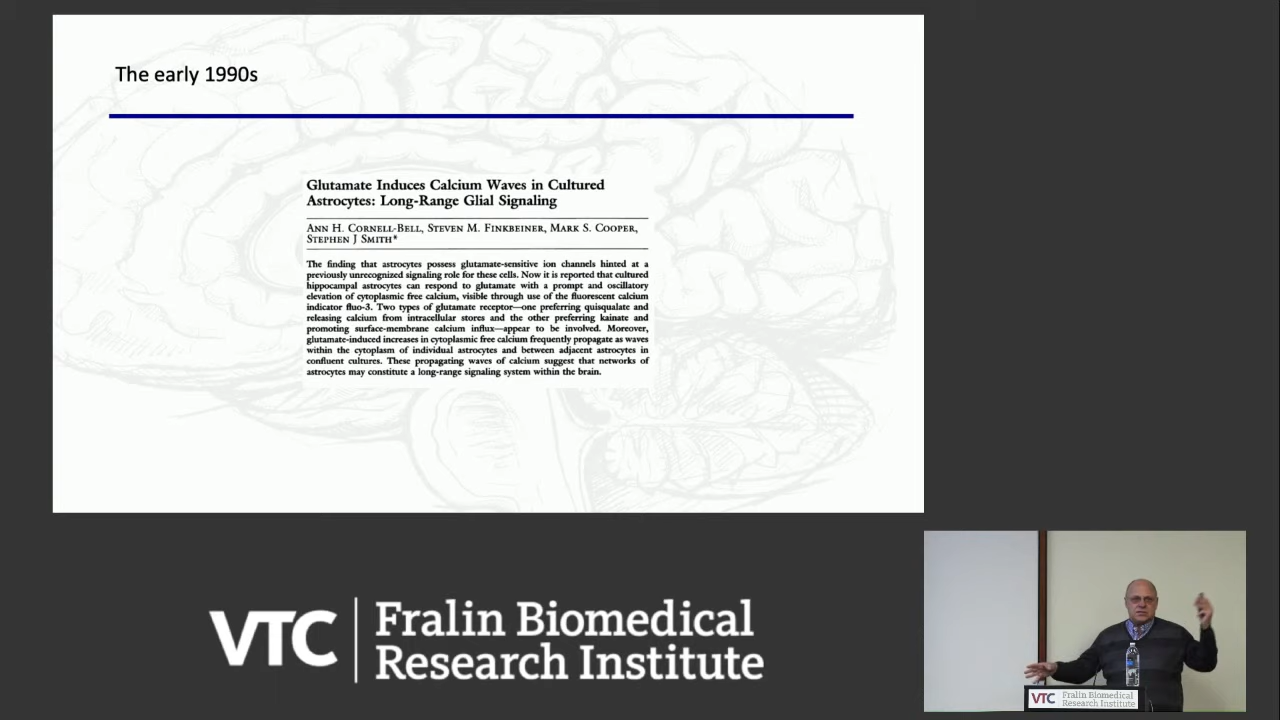 The early 1990s
Glutamate Induces Calcium Waves in Cultured
Astrocytes: Long-Range Glial Signaling
ANN H. CORNELL-BELL, STEVEN M. FINKBEINER, MARK S. COOPER,
STEPHEN J SMITH*
The finding that astrocytes possess glutamate-sensitive ion channels hinted at a
previously unrecognized signaling role for these cells. Now it is reported that cultured
hippocampal astrocytes can respond to glutamate with a prompt and oscillatory
elevation of cytoplasmic free calcium, visible through use of the fluorescent calcium
indicator fluo-3. Two types of glutamate receptor—one preferring quisqualate and
releasing calcium from intracellular stores and the other preferring kainate and
promoting surface-membrane calcium influx—appear to be involved. Moreover,
glutamate-induced increases in cytoplasmic free calcium frequently propagate as waves
within the cytoplasm of individual astrocytes and between adjacent astrocytes in
confluent cultures. These propagating waves of calcium suggest that networks of
astrocytes may constitute a long-range signaling system within the brain.
VTC Fralin Biomedical
Research Institute
VTC Fralin Biomedical
Research Institute